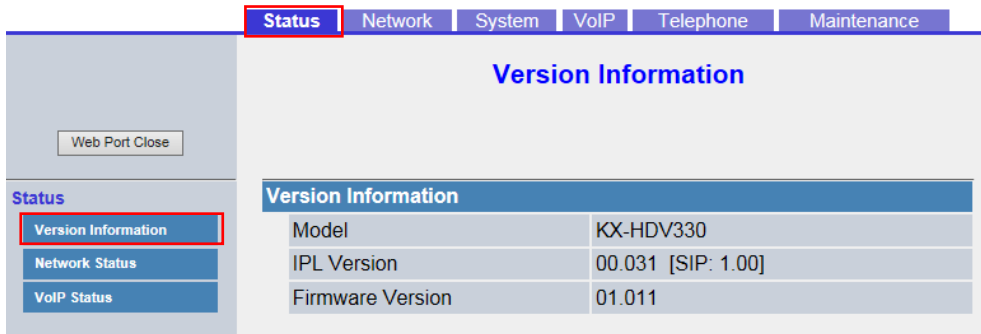 Status Network System VoIP Telephone Maintenance
Version Information
Web Port Close
Status
Version Information
Network Status
VoIP Status
Version Information
Model KX-HDV330
IPL Version 00.031 [SIP: 1.00]
Firmware Version 01.011